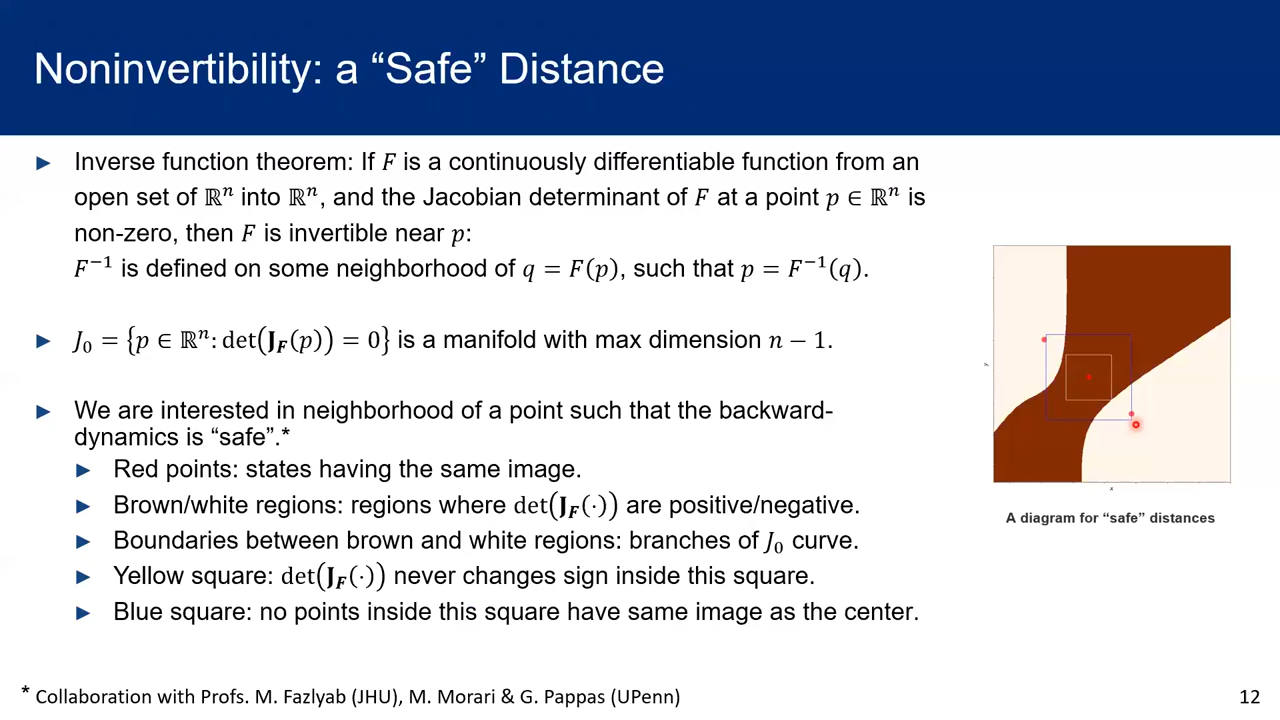 Noninvertibility: a “Safe” Distance
► Inverse function theorem: If 𝐹 is a continuously differentiable function from an
open set of ℝⁿ into ℝⁿ, and the Jacobian determinant of 𝐹 at a point 𝑝 ∈ ℝⁿ is
non-zero, then 𝐹 is invertible near 𝑝:
𝐹⁻¹ is defined on some neighborhood of 𝑞 = 𝐹(𝑝), such that 𝑝 = 𝐹⁻¹(𝑞).
► 𝐽₀ = {𝑝 ∈ ℝⁿ: det(𝐉_𝑭(𝑝)) = 0} is a manifold with max dimension 𝑛 − 1.
► We are interested in neighborhood of a point such that the backward-
dynamics is “safe”.*
► Red points: states having the same image.
► Brown/white regions: regions where det(𝐉_𝑭(·)) are positive/negative.
► Boundaries between brown and white regions: branches of 𝐽₀ curve.
► Yellow square: det(𝐉_𝑭(·)) never changes sign inside this square.
► Blue square: no points inside this square have same image as the center.
y
x
A diagram for “safe” distances
* Collaboration with Profs. M. Fazlyab (JHU), M. Morari & G. Pappas (UPenn)
12